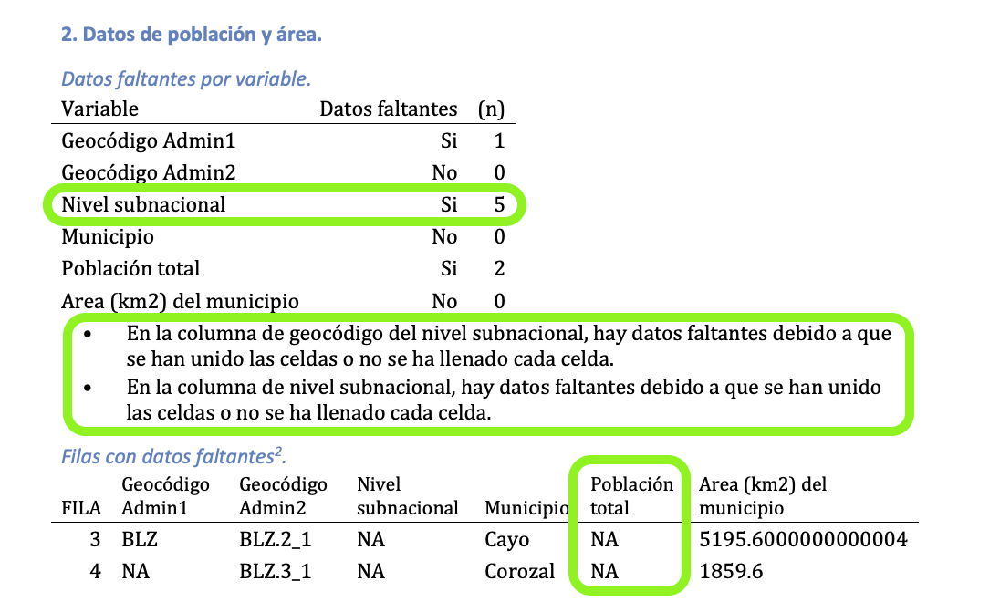 2. Datos de población y área.
Datos faltantes por variable.
Variable Datos faltantes (n)
Geocódigo Admin1 Si 1
Geocódigo Admin2 No 0
Nivel subnacional Si 5
Municipio No 0
Población total Si 2
Area (km2) del municipio No 0
• En la columna de geocódigo del nivel subnacional, hay datos faltantes debido a que
se han unido las celdas o no se ha llenado cada celda.
• En la columna de nivel subnacional, hay datos faltantes debido a que se han unido
las celdas o no se ha llenado cada celda.
Filas con datos faltantes².
Geocódigo Geocódigo Nivel Población Area (km2) del
FILA Admin1 Admin2 subnacional Municipio total municipio
3 BLZ BLZ.2_1 NA Cayo NA 5195.6000000000004
4 NA BLZ.3_1 NA Corozal NA 1859.6